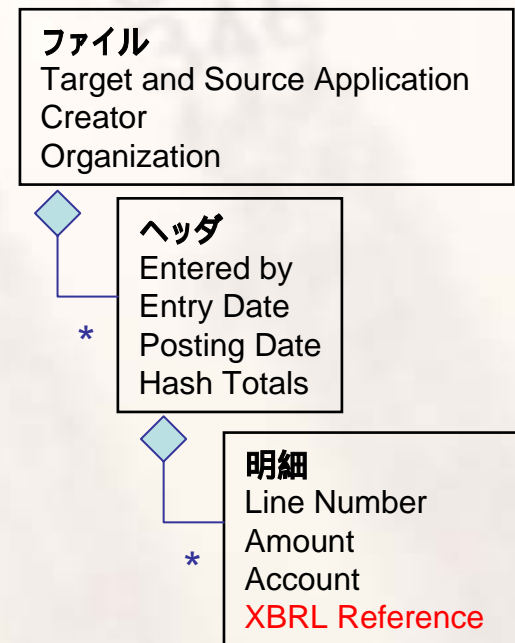 ファイル
Target and Source Application
Creator
Organization
ヘッダ
Entered by
Entry Date
Posting Date
Hash Totals
*
明細
Line Number
Amount
Account
XBRL Reference
*